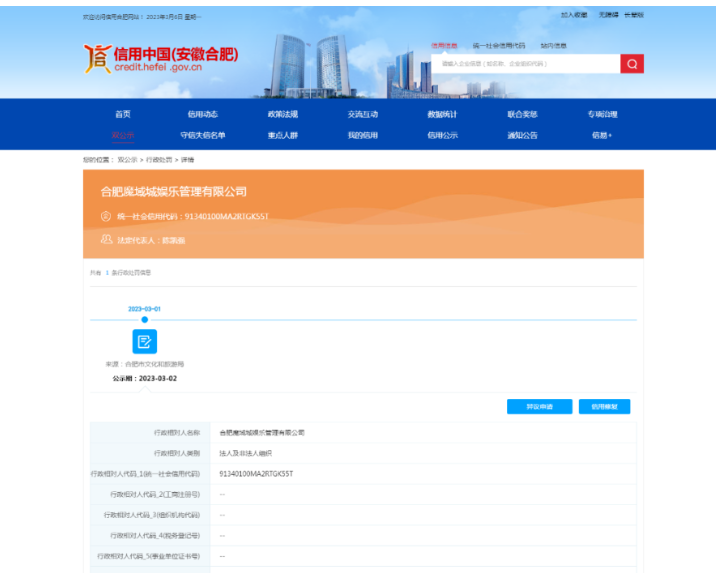 欢迎访问信用合肥网站！ 2023年3月6日 星期一
加入收藏 无障碍 长辈版
信用中国(安徽合肥)
credit.hefei .gov.cn
信用信息 统一社会信用代码 站内信息
请输入企业信息（如名称、企业组织代码）
首页 信用动态 政策法规 交流互动 数据统计 联合奖惩 专项治理
双公示 守信失信名单 重点人群 我的信用 信用公示 通知公告 信易+
您的位置： 双公示 > 行政处罚 > 详情
合肥魔域城娱乐管理有限公司
统一社会信用代码：91340100MA2RTGK55T
法定代表人：
共有 1 条行政处罚信息
2023-03-01
来源：合肥市文化和旅游局
公示期：2023-03-02
异议申请 信用修复
行政相对人名称 合肥魔域城娱乐管理有限公司
行政相对人类别 法人及非法人组织
行政相对人代码_1(统一社会信用代码) 91340100MA2RTGK55T
行政相对人代码_2(工商注册号) --
行政相对人代码_3(组织机构代码) --
行政相对人代码_4(税务登记号) --
行政相对人代码_5(事业单位证书号) --